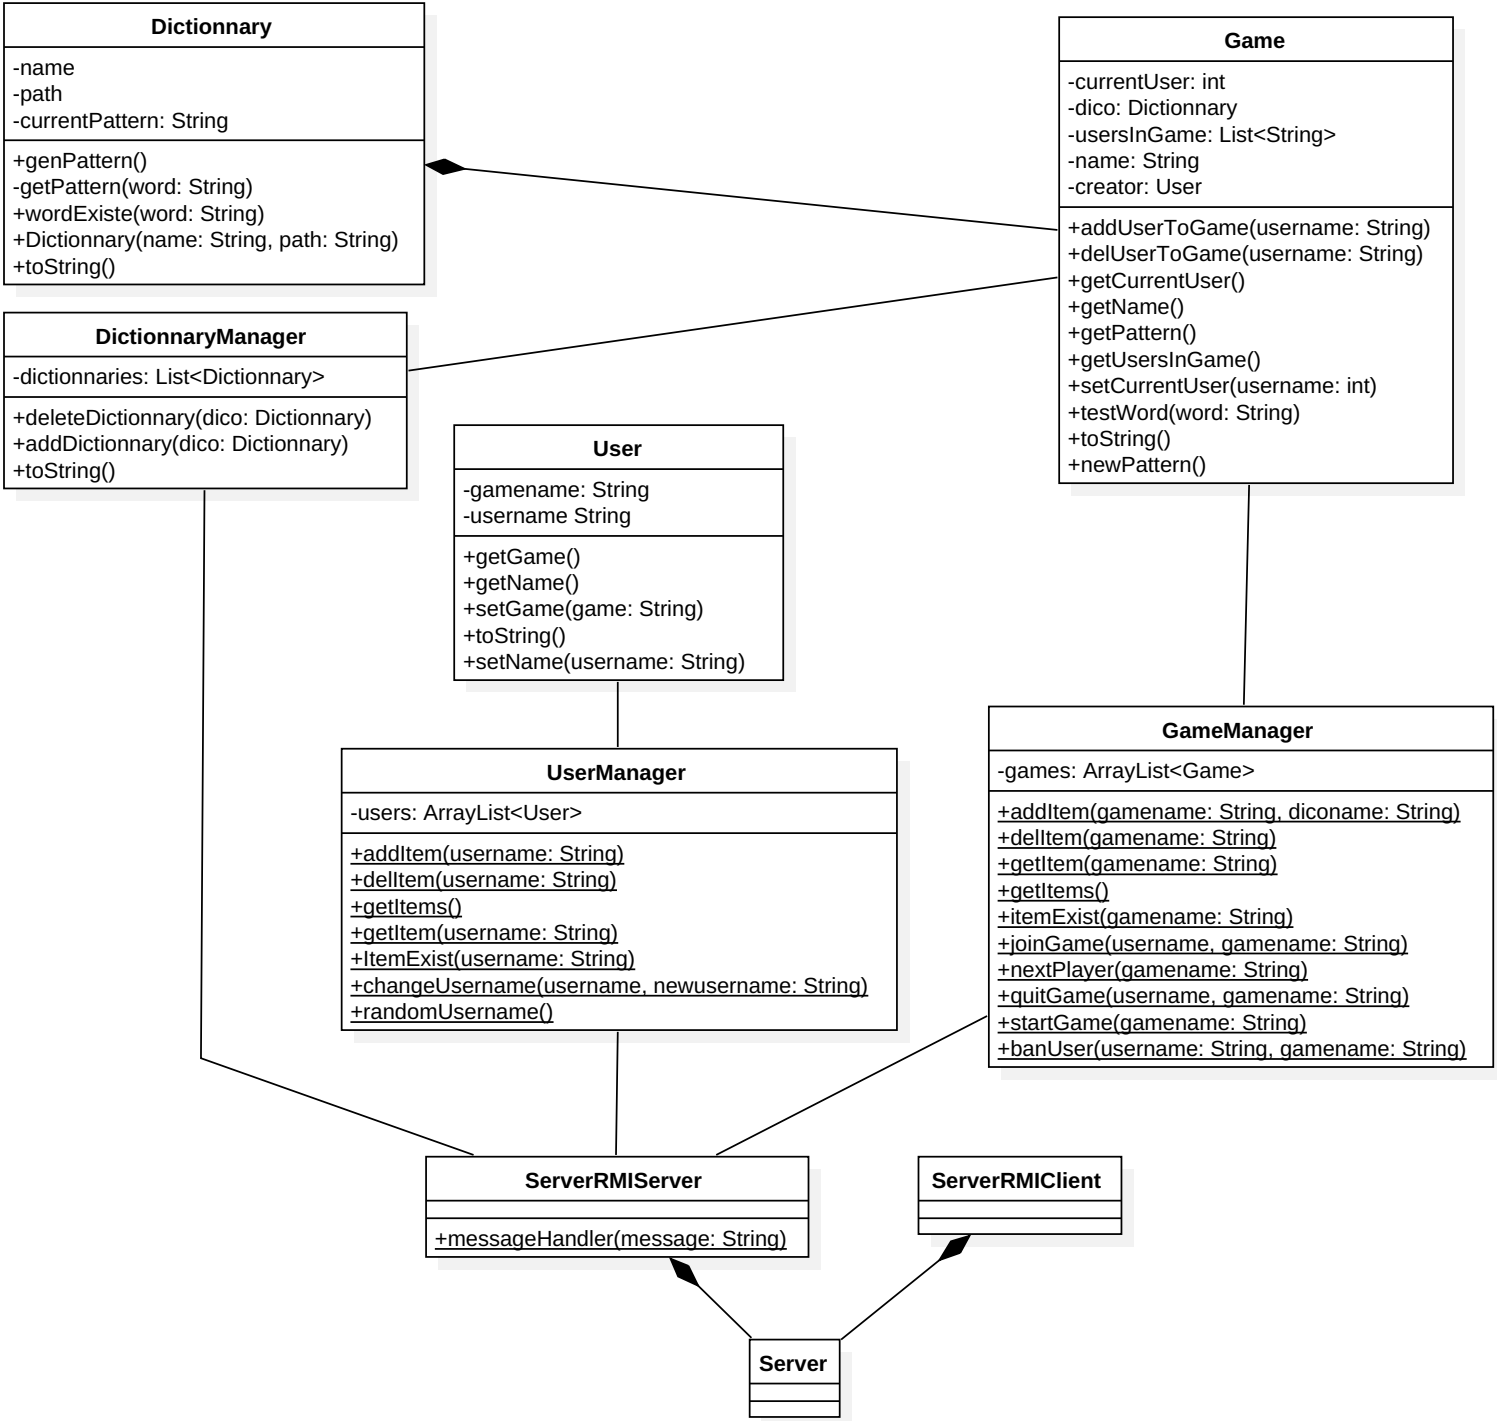 Dictionnary
-name
-path
-currentPattern: String
+genPattern()
-getPattern(word: String)
+wordExiste(word: String)
+Dictionnary(name: String, path: String)
+toString()
Game
-currentUser: int
-dico: Dictionnary
-usersInGame: List<String>
-name: String
-creator: User
+addUserToGame(username: String)
+delUserToGame(username: String)
+getCurrentUser()
+getName()
+getPattern()
+getUsersInGame()
+setCurrentUser(username: int)
+testWord(word: String)
+toString()
+newPattern()
DictionnaryManager
-dictionnaries: List<Dictionnary>
+deleteDictionnary(dico: Dictionnary)
+addDictionnary(dico: Dictionnary)
+toString()
User
-gamename: String
-username String
+getGame()
+getName()
+setGame(game: String)
+toString()
+setName(username: String)
UserManager
-users: ArrayList<User>
+addItem(username: String)
+delItem(username: String)
+getItems()
+getItem(username: String)
+ItemExist(username: String)
+changeUsername(username, newusername: String)
+randomUsername()
GameManager
-games: ArrayList<Game>
+addItem(gamename: String, diconame: String)
+delItem(gamename: String)
+getItem(gamename: String)
+getItems()
+itemExist(gamename: String)
+joinGame(username, gamename: String)
+nextPlayer(gamename: String)
+quitGame(username, gamename: String)
+startGame(gamename: String)
+banUser(username: String, gamename: String)
ServerRMIServer
+messageHandler(message: String)
ServerRMIClient
Server